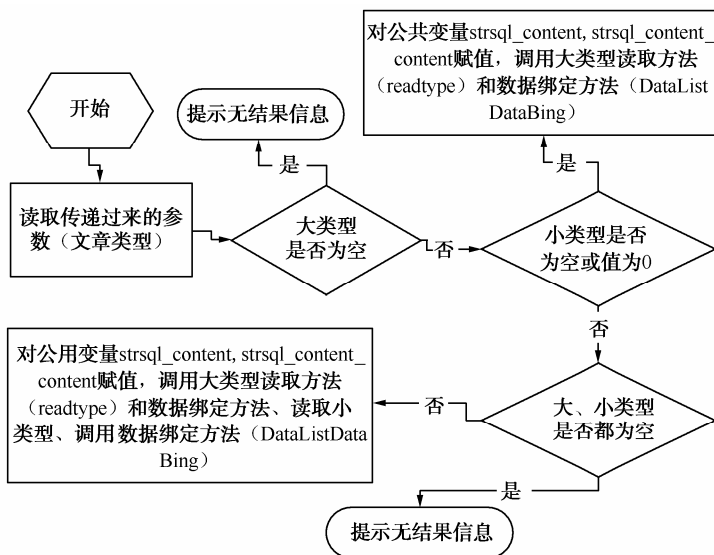 对公共变量strsql_content, strsql_content_
content赋值，调用大类型读取方法
（readtype）和数据绑定方法（DataList
DataBing）
开始
提示无结果信息
是
是
读取传递过来的参
数（文章类型）
大类型
是否为空
否
小类型是否
为空或值为0
否
对公用变量strsql_content, strsql_content_
content赋值，调用大类型读取方法
（readtype）和数据绑定方法、读取小
类型、调用数据绑定方法（DataListData
Bing）
否
大、小类型
是否都为空
是
提示无结果信息